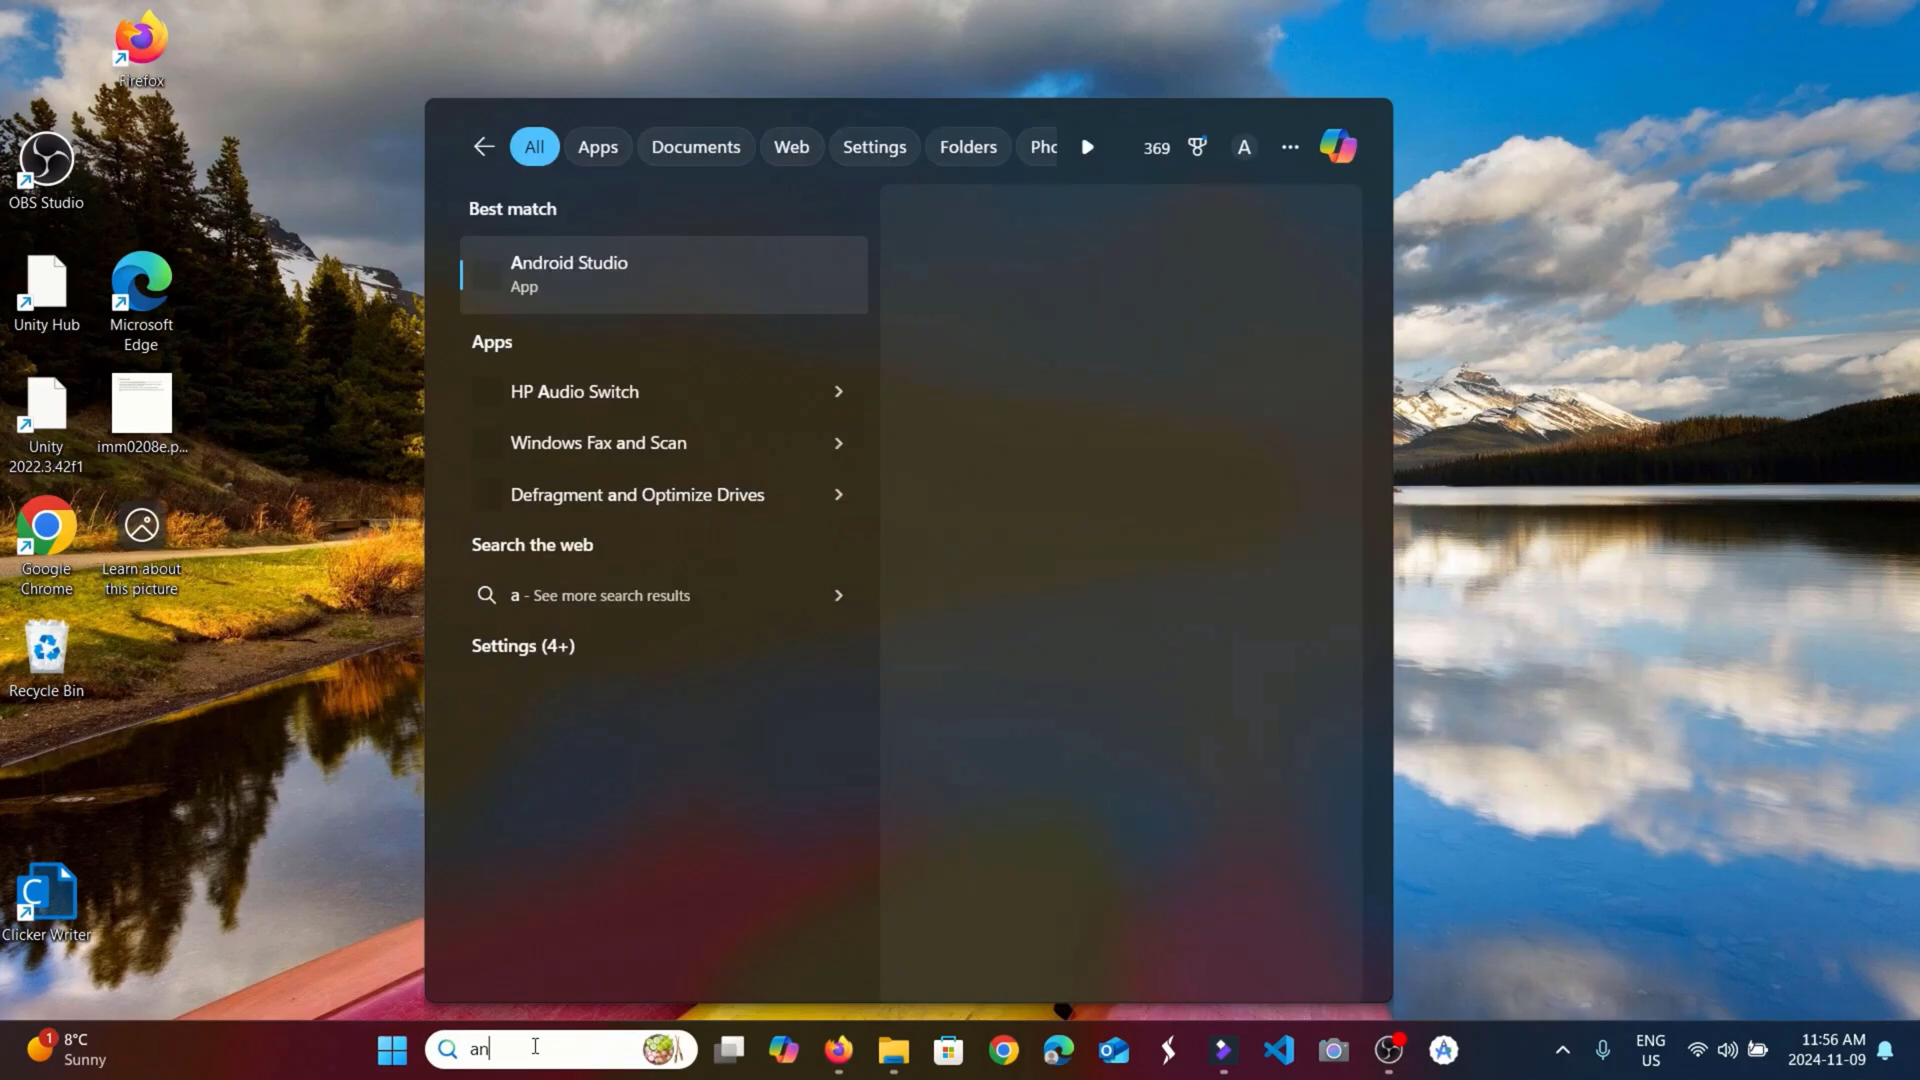 Firefox
OBS Studio
Unity Hub
Microsoft
Edge
Unity
2022.3.42f1
imm0208e.p...
Google
Chrome
Learn about
this picture
Recycle Bin
C
Clicker Writer
All
Apps
Documents
Web
Settings
Folders
Pho
369
A
Best match
Android Studio
App
Apps
HP Audio Switch
Windows Fax and Scan
Defragment and Optimize Drives
Search the web
a - See more search results
Settings (4+)
1
8°C
Sunny
an
ENG
US
11:56 AM
2024-11-09